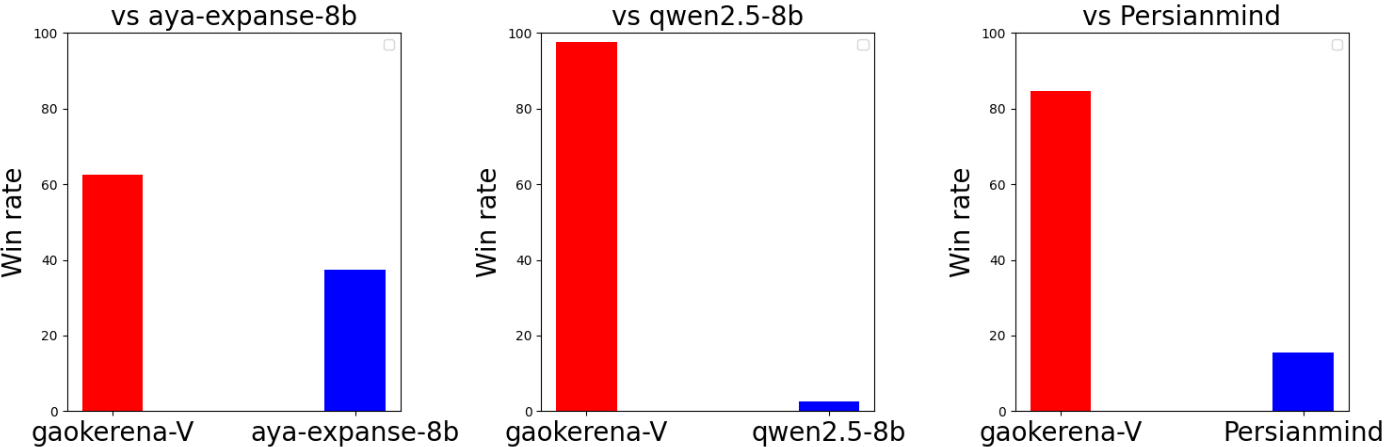 vs aya-expanse-8b
Win rate
100
80
60
40
20
0
gaokerena-V
aya-expanse-8b
vs qwen2.5-8b
Win rate
100
80
60
40
20
0
gaokerena-V
qwen2.5-8b
vs Persianmind
Win rate
100
80
60
40
20
0
gaokerena-V
Persianmind